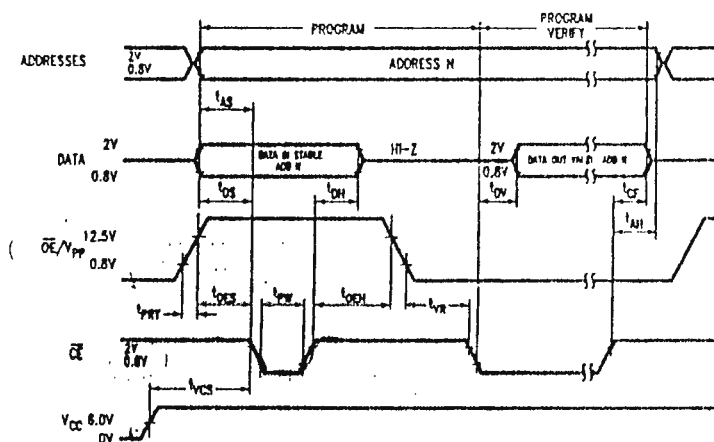 PROGRAM
PROGRAM VERIFY
ADDRESSES
2V
0.8V
ADDRESS N
tAS
DATA
2V
0.8V
DATA IN STABLE
ADD N
HI-Z
2V
0.8V
DATA OUT VALID ADD N
tDS
tDH
tDV
tCF
tAH
OE/VPP
12.5V
0.8V
tPRT
tOES
tPW
tOEH
tVR
CE
2V
0.8V
tVCS
VCC
6.0V
0V